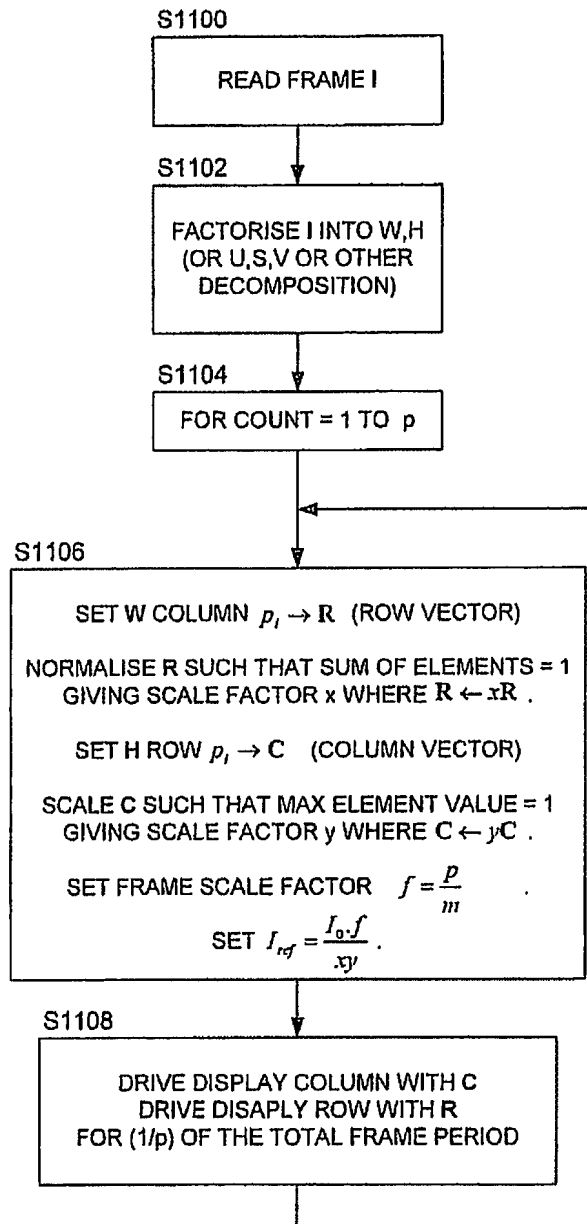 S1100
READ FRAME I
S1102
FACTORISE I INTO W,H
(OR U,S,V OR OTHER
DECOMPOSITION)
S1104
FOR COUNT = 1 TO p
S1106
SET W COLUMN p_i → R (ROW VECTOR)
NORMALISE R SUCH THAT SUM OF ELEMENTS = 1
GIVING SCALE FACTOR x WHERE R ← xR .
SET H ROW p_i → C (COLUMN VECTOR)
SCALE C SUCH THAT MAX ELEMENT VALUE = 1
GIVING SCALE FACTOR y WHERE C ← yC .
SET FRAME SCALE FACTOR f = p/m .
SET I_ref = I_0.f/xy .
S1108
DRIVE DISPLAY COLUMN WITH C
DRIVE DISAPLY ROW WITH R
FOR (1/p) OF THE TOTAL FRAME PERIOD